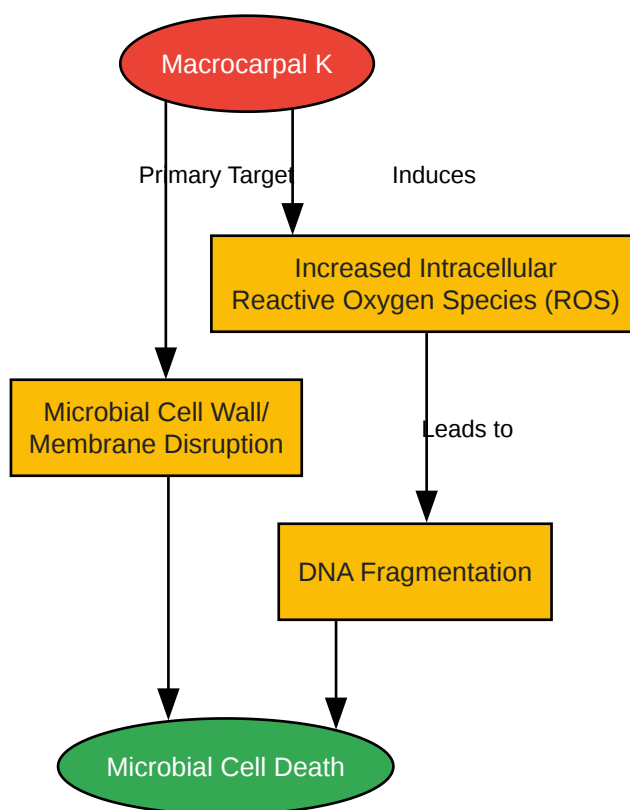 Macrocarpal K
Primary Target
Induces
Increased Intracellular
Reactive Oxygen Species (ROS)
Microbial Cell Wall/
Membrane Disruption
Leads to
DNA Fragmentation
Microbial Cell Death